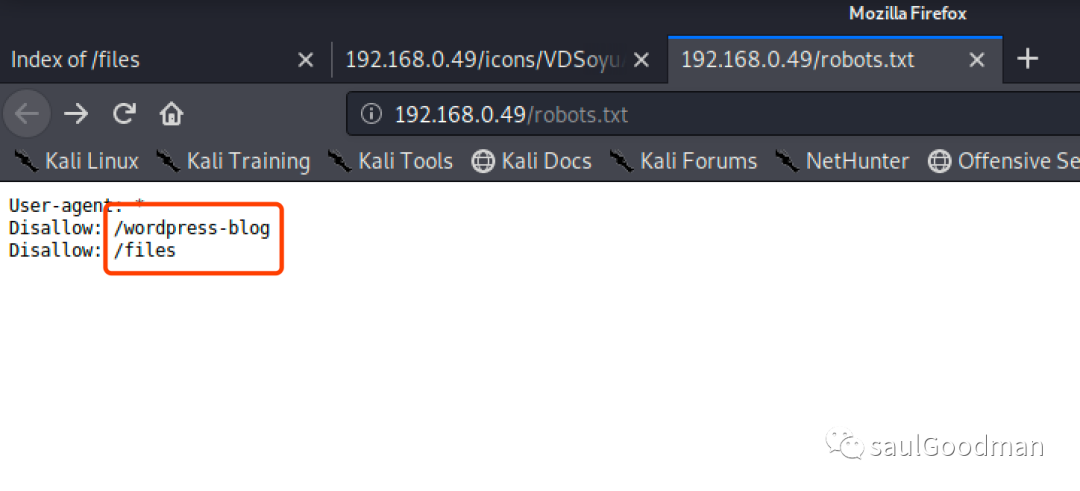 Mozilla Firefox
Index of /files
192.168.0.49/icons/VDSoyu
192.168.0.49/robots.txt
192.168.0.49/robots.txt
Kali Linux Kali Training Kali Tools Kali Docs Kali Forums NetHunter Offensive Se
User-agent: *
Disallow: /wordpress-blog
Disallow: /files
saulGoodman